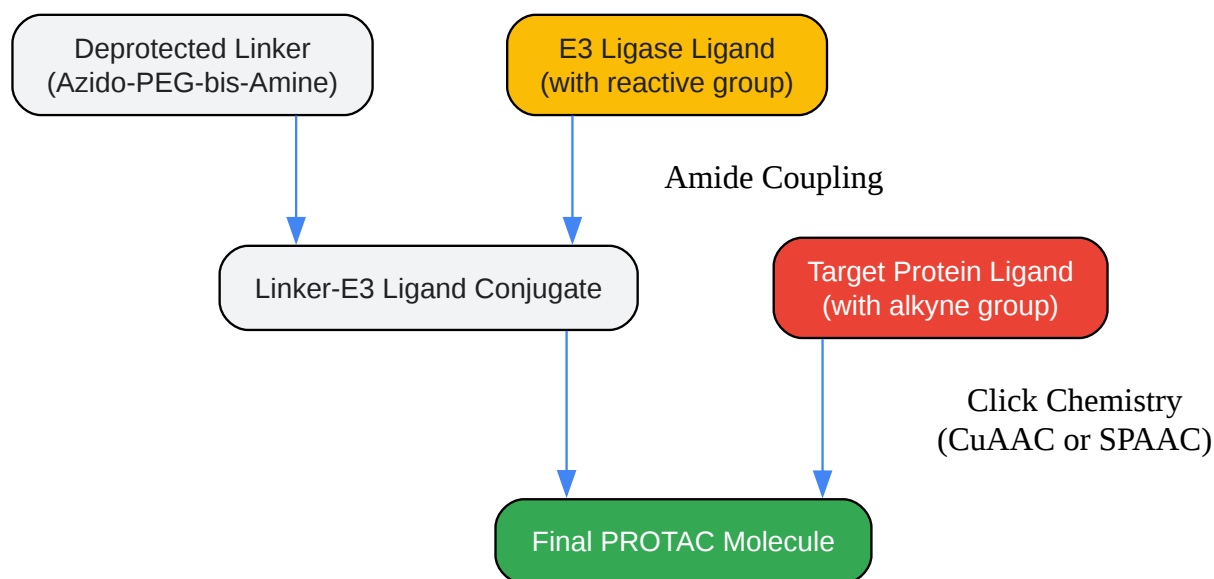 Deprotected Linker
(Azido-PEG-bis-Amine)
E3 Ligase Ligand
(with reactive group)
Amide Coupling
Linker-E3 Ligand Conjugate
Target Protein Ligand
(with alkyne group)
Click Chemistry
(CuAAC or SPAAC)
Final PROTAC Molecule